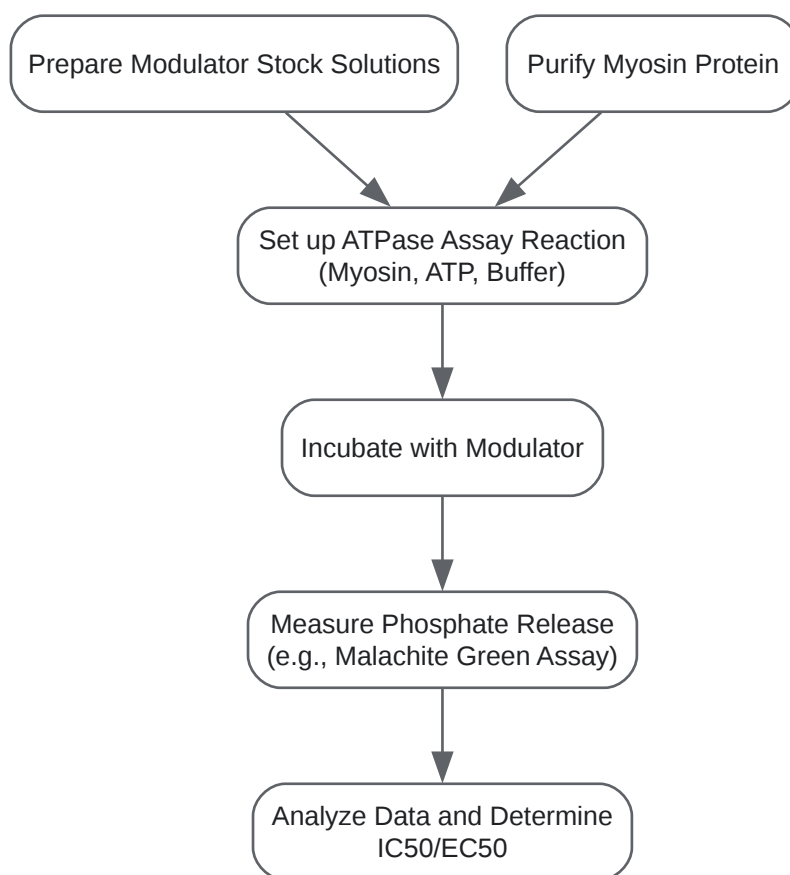 Prepare Modulator Stock Solutions
Purify Myosin Protein
Set up ATPase Assay Reaction
(Myosin, ATP, Buffer)
Incubate with Modulator
Measure Phosphate Release
(e.g., Malachite Green Assay)
Analyze Data and Determine
IC50/EC50